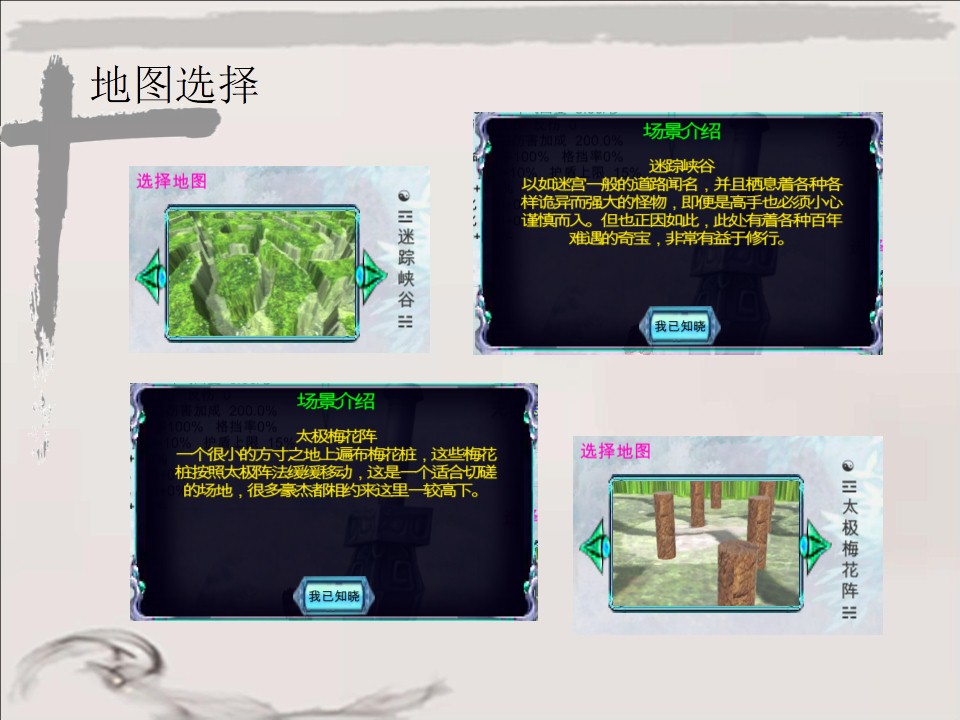 地图选择
选择地图
迷踪峡谷
场景介绍
迷踪峡谷
以如迷宫一般的道路闻名，并且栖息着各种各
样诡异而强大的怪物，即便是高手也必须小心
谨慎而入。但也正因如此，此处有着各种百年
难遇的奇宝，非常有益于修行。
我已知晓
场景介绍
太极梅花阵
一个很小的方寸之地上遍布梅花桩，这些梅花
桩按照太极阵法缓缓移动，这是一个适合切磋
的场地，很多豪杰都相约来这里一较高下。
我已知晓
选择地图
太极梅花阵